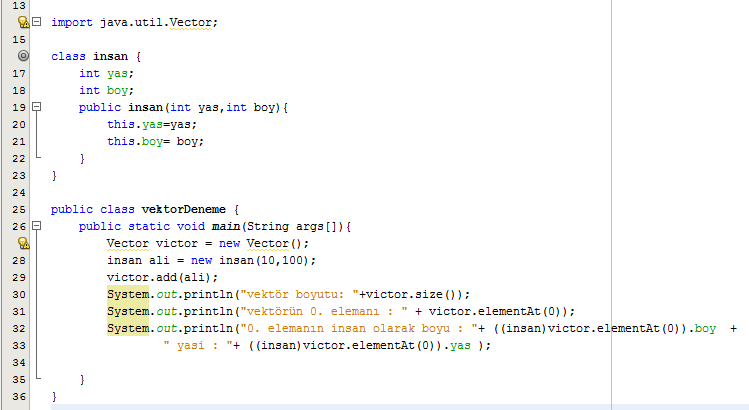 13
import java.util.Vector;
15
class insan {
17 int yas;
18 int boy;
19 public insan(int yas,int boy){
20 this.yas=yas;
21 this.boy= boy;
22 }
23 }
24
25 public class vektorDeneme {
26 public static void main(String args[]){
Vector victor = new Vector();
28 insan ali = new insan(10,100);
29 victor.add(ali);
30 System.out.println("vektör boyutu: "+victor.size());
31 System.out.println("vektörün 0. elemanı : " + victor.elementAt(0));
32 System.out.println("0. elemanın insan olarak boyu : "+ ((insan)victor.elementAt(0)).boy +
33 " yasi : "+ ((insan)victor.elementAt(0)).yas );
34
35 }
36 }